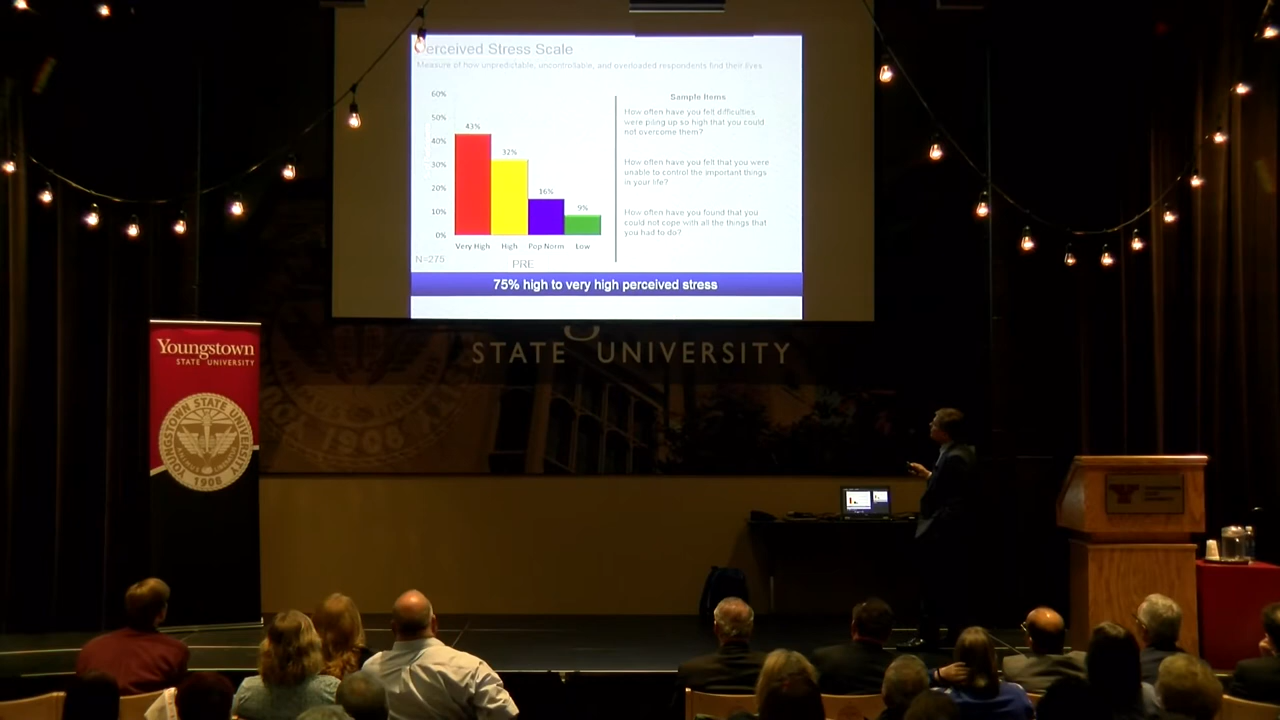 Perceived Stress Scale
Measure of how unpredictable, uncontrollable, and overloaded respondents find their lives
60%
50%
40%
30%
20%
10%
0%
43%
32%
16%
9%
Very High High Pop Norm Low
N=275
PRE
Sample Items
How often have you felt difficulties
were piling up so high that you could
not overcome them?
How often have you felt that you were
unable to control the important things
in your life?
How often have you found that you
could not cope with all the things that
you had to do?
75% high to very high perceived stress
STATE UNIVERSITY
1908
Youngstown
STATE UNIVERSITY
YOUNGSTOWN STATE UNIVERSITY
1908